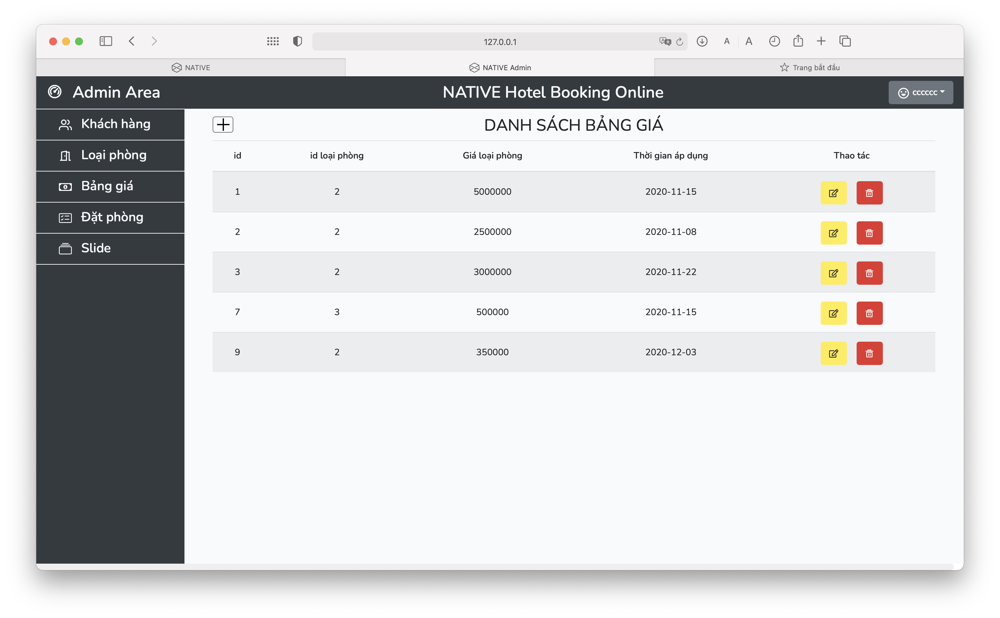 127.0.0.1
NATIVE
NATIVE Admin
Trang bắt đầu
Admin Area
NATIVE Hotel Booking Online
cccccc
Khách hàng
Loại phòng
Bảng giá
Đặt phòng
Slide
DANH SÁCH BẢNG GIÁ
id id loại phòng Giá loại phòng Thời gian áp dụng Thao tác
1 2 5000000 2020-11-15
2 2 2500000 2020-11-08
3 2 3000000 2020-11-22
7 3 500000 2020-11-15
9 2 350000 2020-12-03